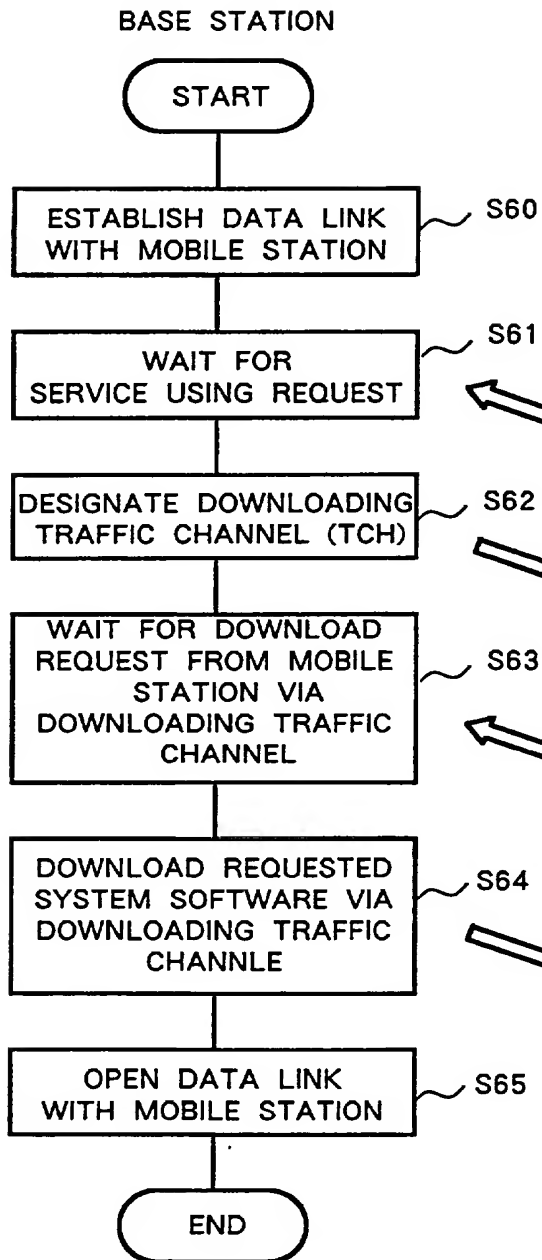 BASE STATION
START
ESTABLISH DATA LINK
WITH MOBILE STATION
S60
WAIT FOR
SERVICE USING REQUEST
S61
DESIGNATE DOWNLOADING
TRAFFIC CHANNEL (TCH)
S62
WAIT FOR DOWNLOAD
REQUEST FROM MOBILE
STATION VIA
DOWNLOADING TRAFFIC
CHANNEL
S63
DOWNLOAD REQUESTED
SYSTEM SOFTWARE VIA
DOWNLOADING TRAFFIC
CHANNLE
S64
OPEN DATA LINK
WITH MOBILE STATION
S65
END